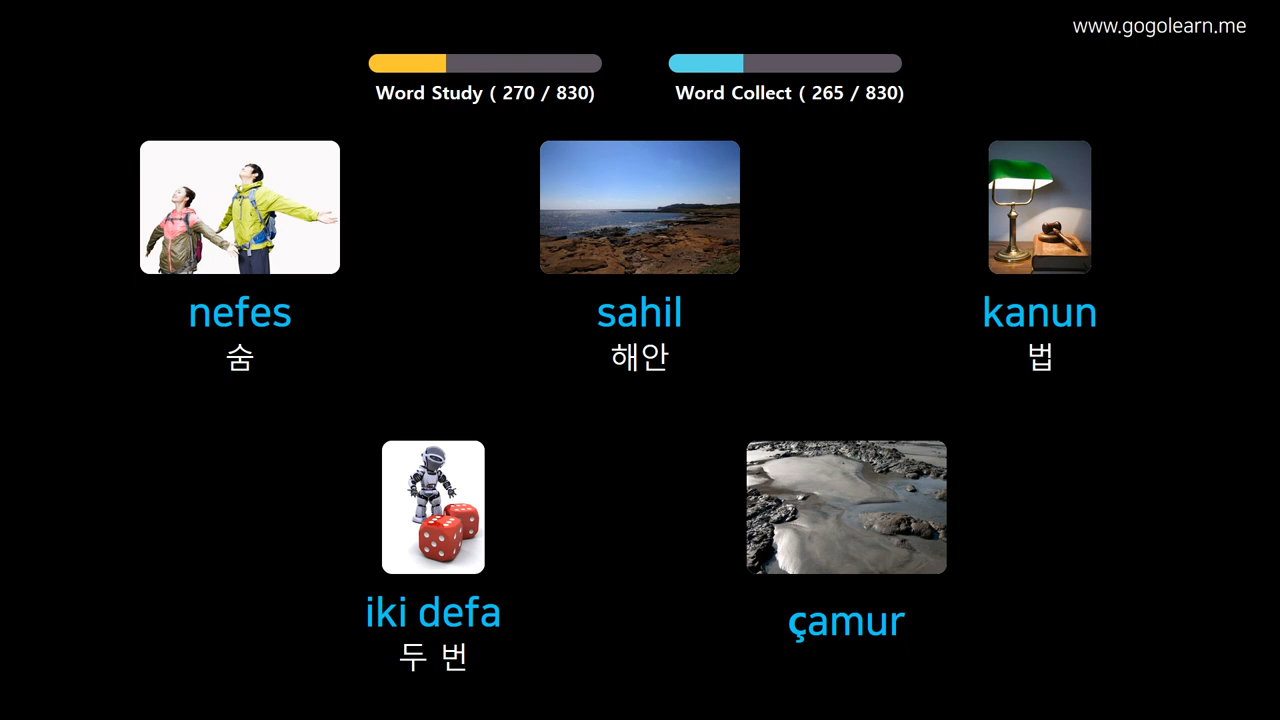 www.gogolearn.me
Word Study ( 270 / 830)
Word Collect ( 265 / 830)
nefes
숨
sahil
해안
kanun
법
iki defa
두 번
çamur